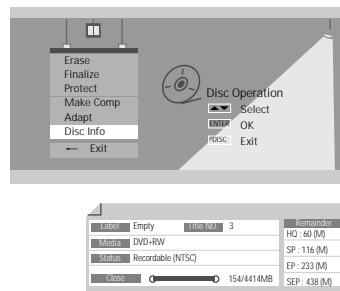 Erase
Finalize
Protect
Make Comp
Adapt
Disc Info
← Exit
Disc Operation
▲▼ Select
ENTER OK
DISC Exit
Label Empty Title NO. 3
Media DVD+RW
Status Recordable (NTSC)
Close 154/4414MB
Remainder
HQ : 60 (M)
SP : 116 (M)
EP : 233 (M)
SEP : 438 (M)